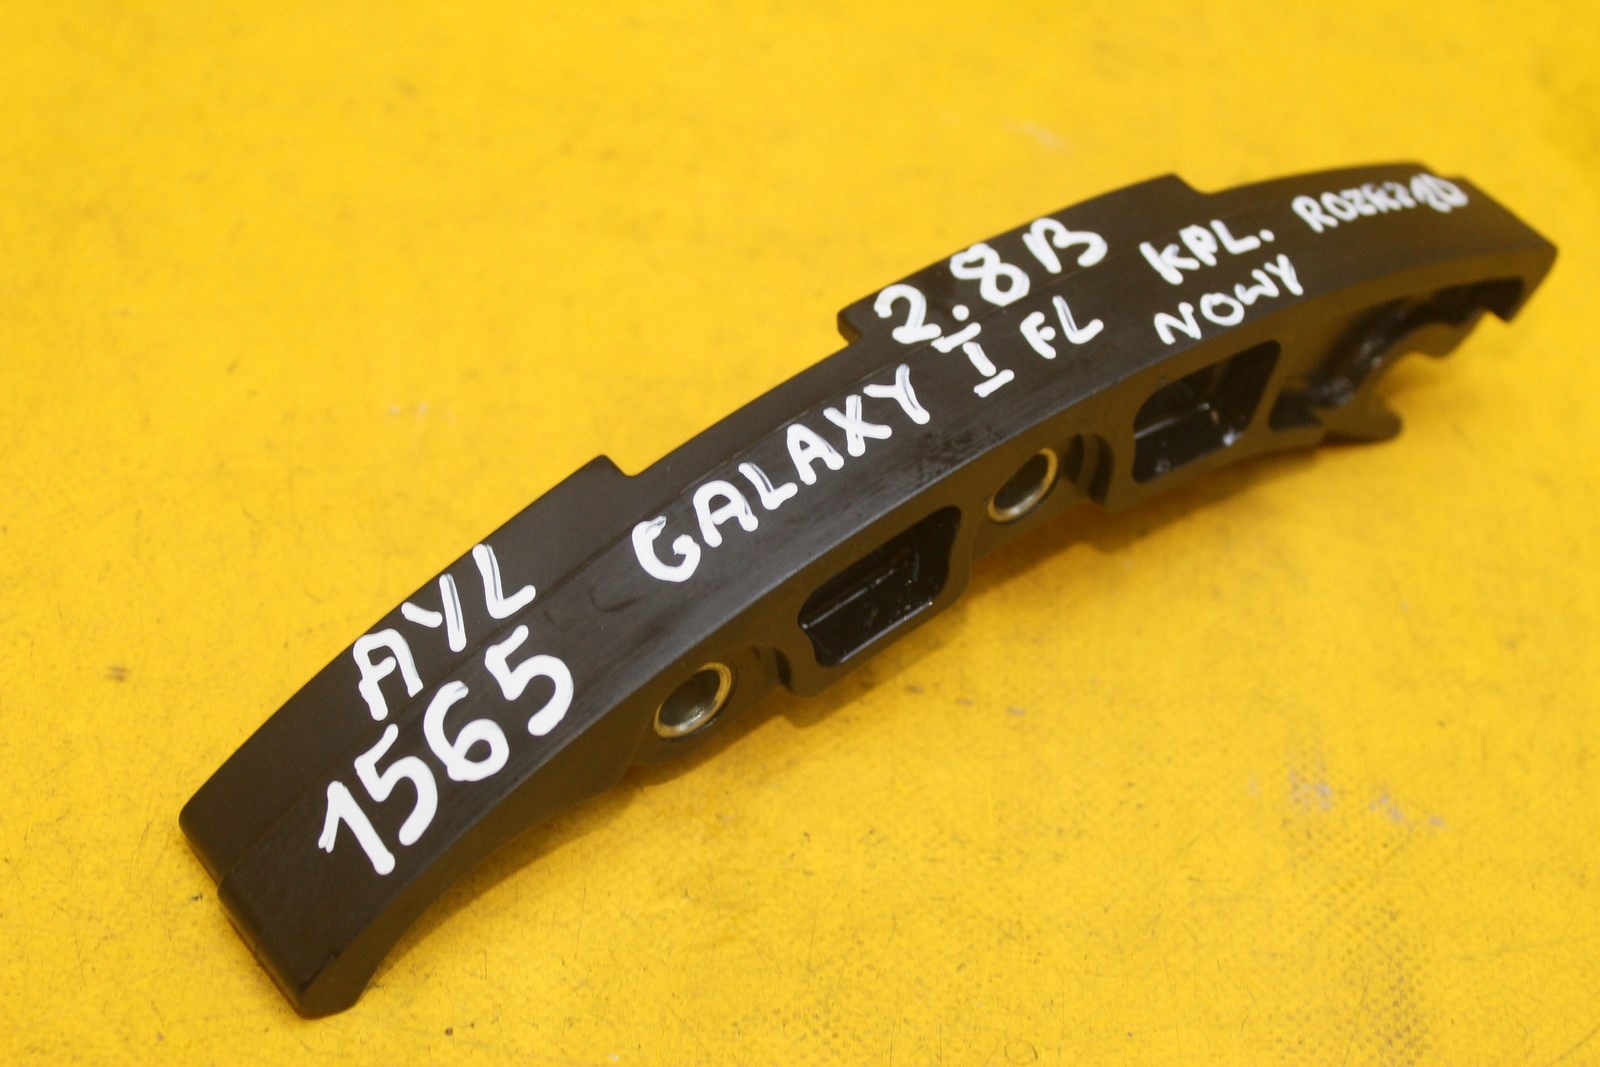 AYL
1565
2.8B
GALAXY I FL
KPL. ROZRZĄD
NOWY